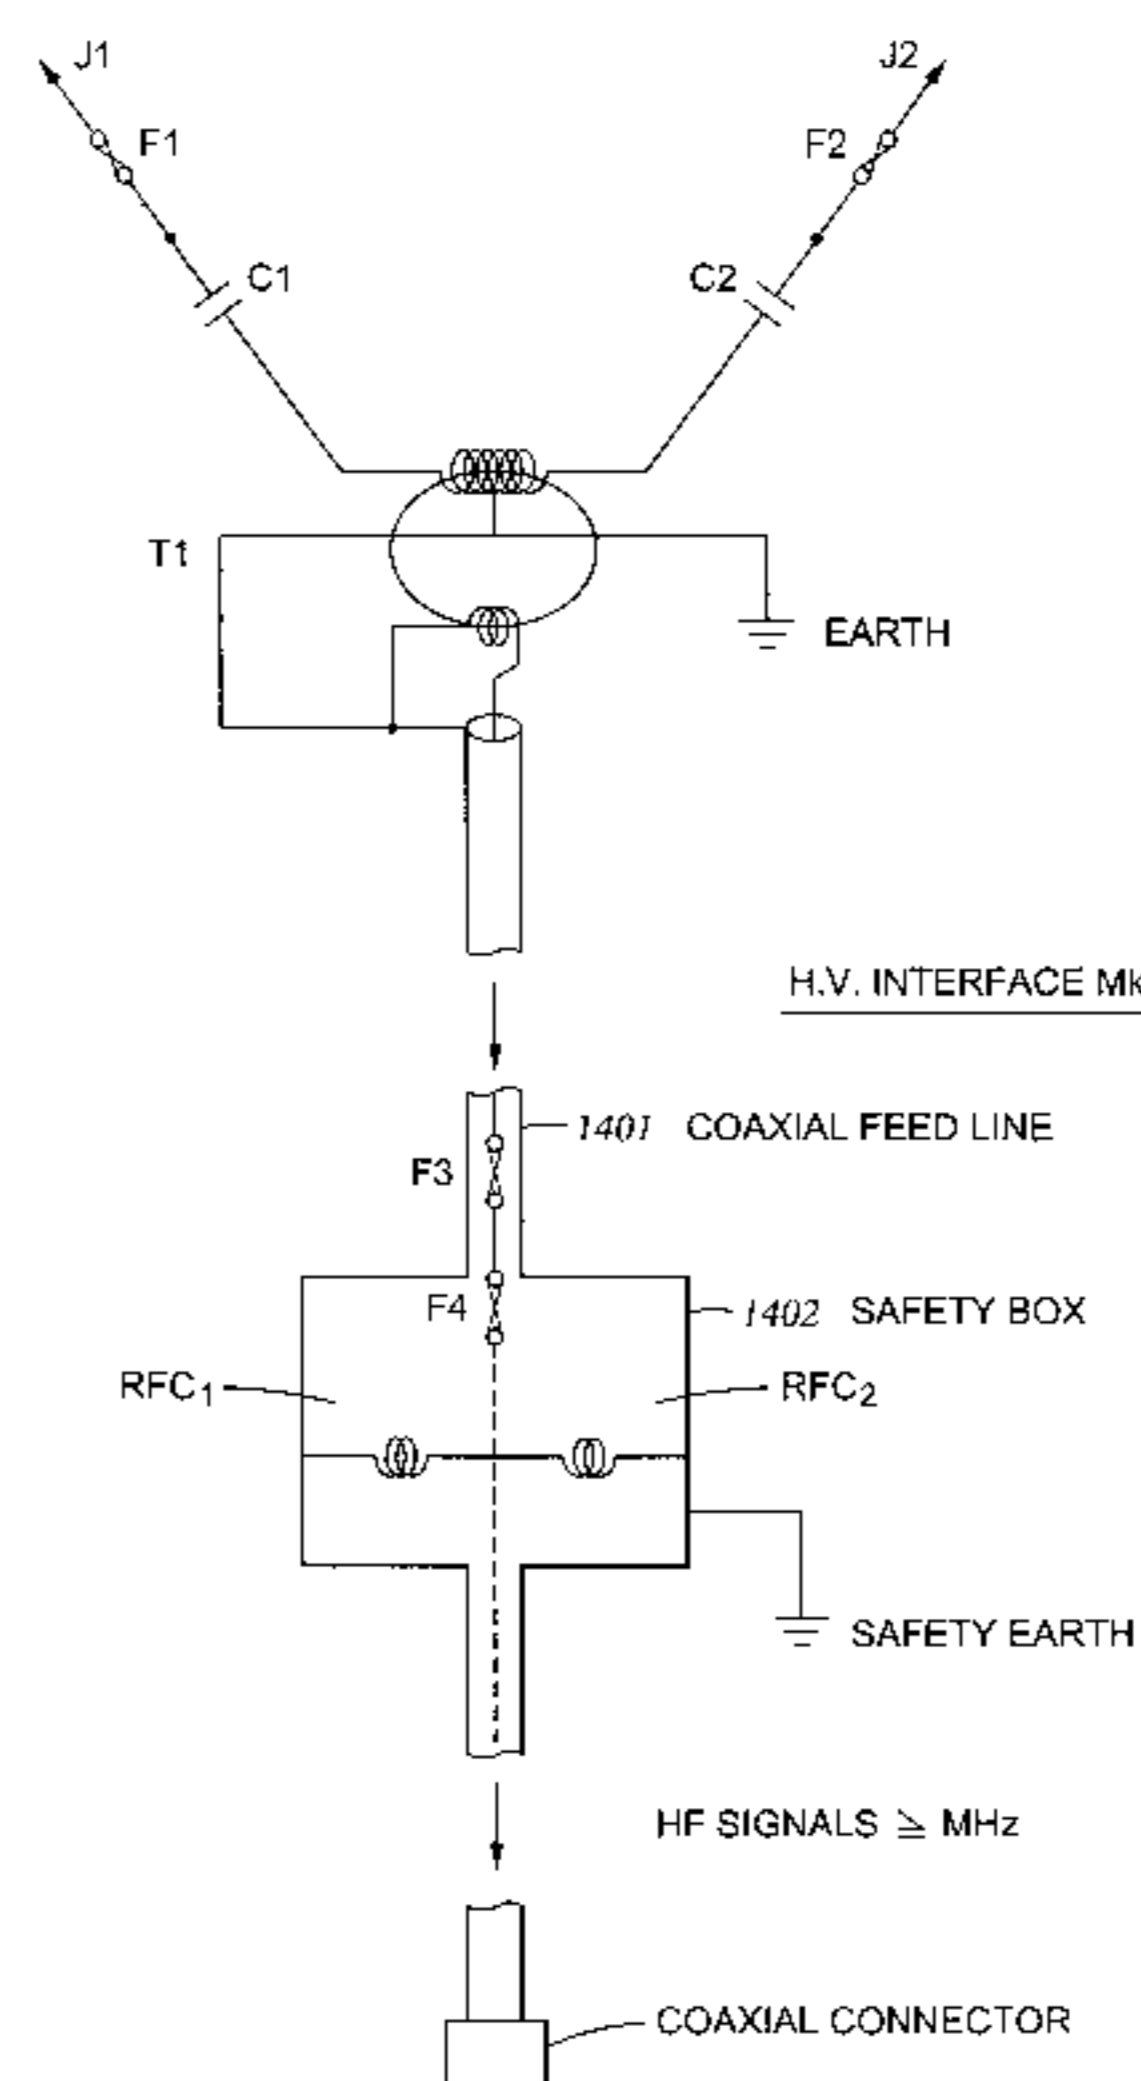 J1
J2
F1
F2
C1
C2
T1
EARTH
H.V. INTERFACE Mk
1401 COAXIAL FEED LINE
F3
F4
1402 SAFETY BOX
RFC1
RFC2
SAFETY EARTH
HF SIGNALS ≧ MHz
COAXIAL CONNECTOR